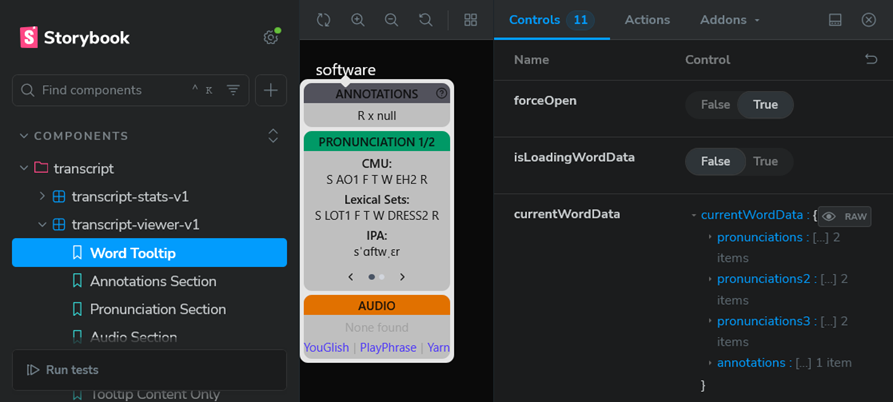 Storybook
Find components
^ K
COMPONENTS
transcript
transcript-stats-v1
transcript-viewer-v1
Word Tooltip
Annotations Section
Pronunciation Section
Audio Section
Run tests
Tooltip Content Only
software
ANNOTATIONS
R x null
PRONUNCIATION 1/2
CMU:
S AO1 F T W EH2 R
Lexical Sets:
S LOT1 F T W DRESS2 R
IPA:
sˈɑftwˌɛr
AUDIO
None found
YouGlish | PlayPhrase | Yarn
Controls 11 Actions Addons
Name Control
forceOpen False True
isLoadingWordData False True
currentWordData currentWordData : { RAW
pronunciations : [...] 2
items
pronunciations2 : [...] 2
items
pronunciations3 : [...] 2
items
annotations : [...] 1 item
}